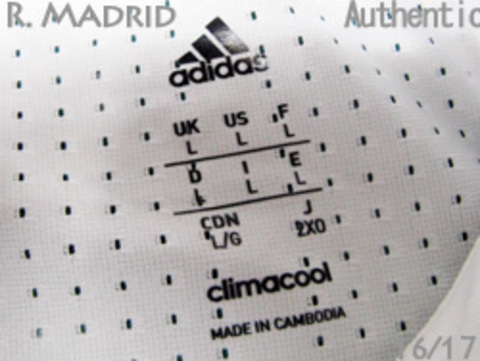 R. MADRID
Authentic
adidas
UK US F
L L L
D I E
L L L
CDN J
L/G 2XO
climacool
MADE IN CAMBODIA
6/17